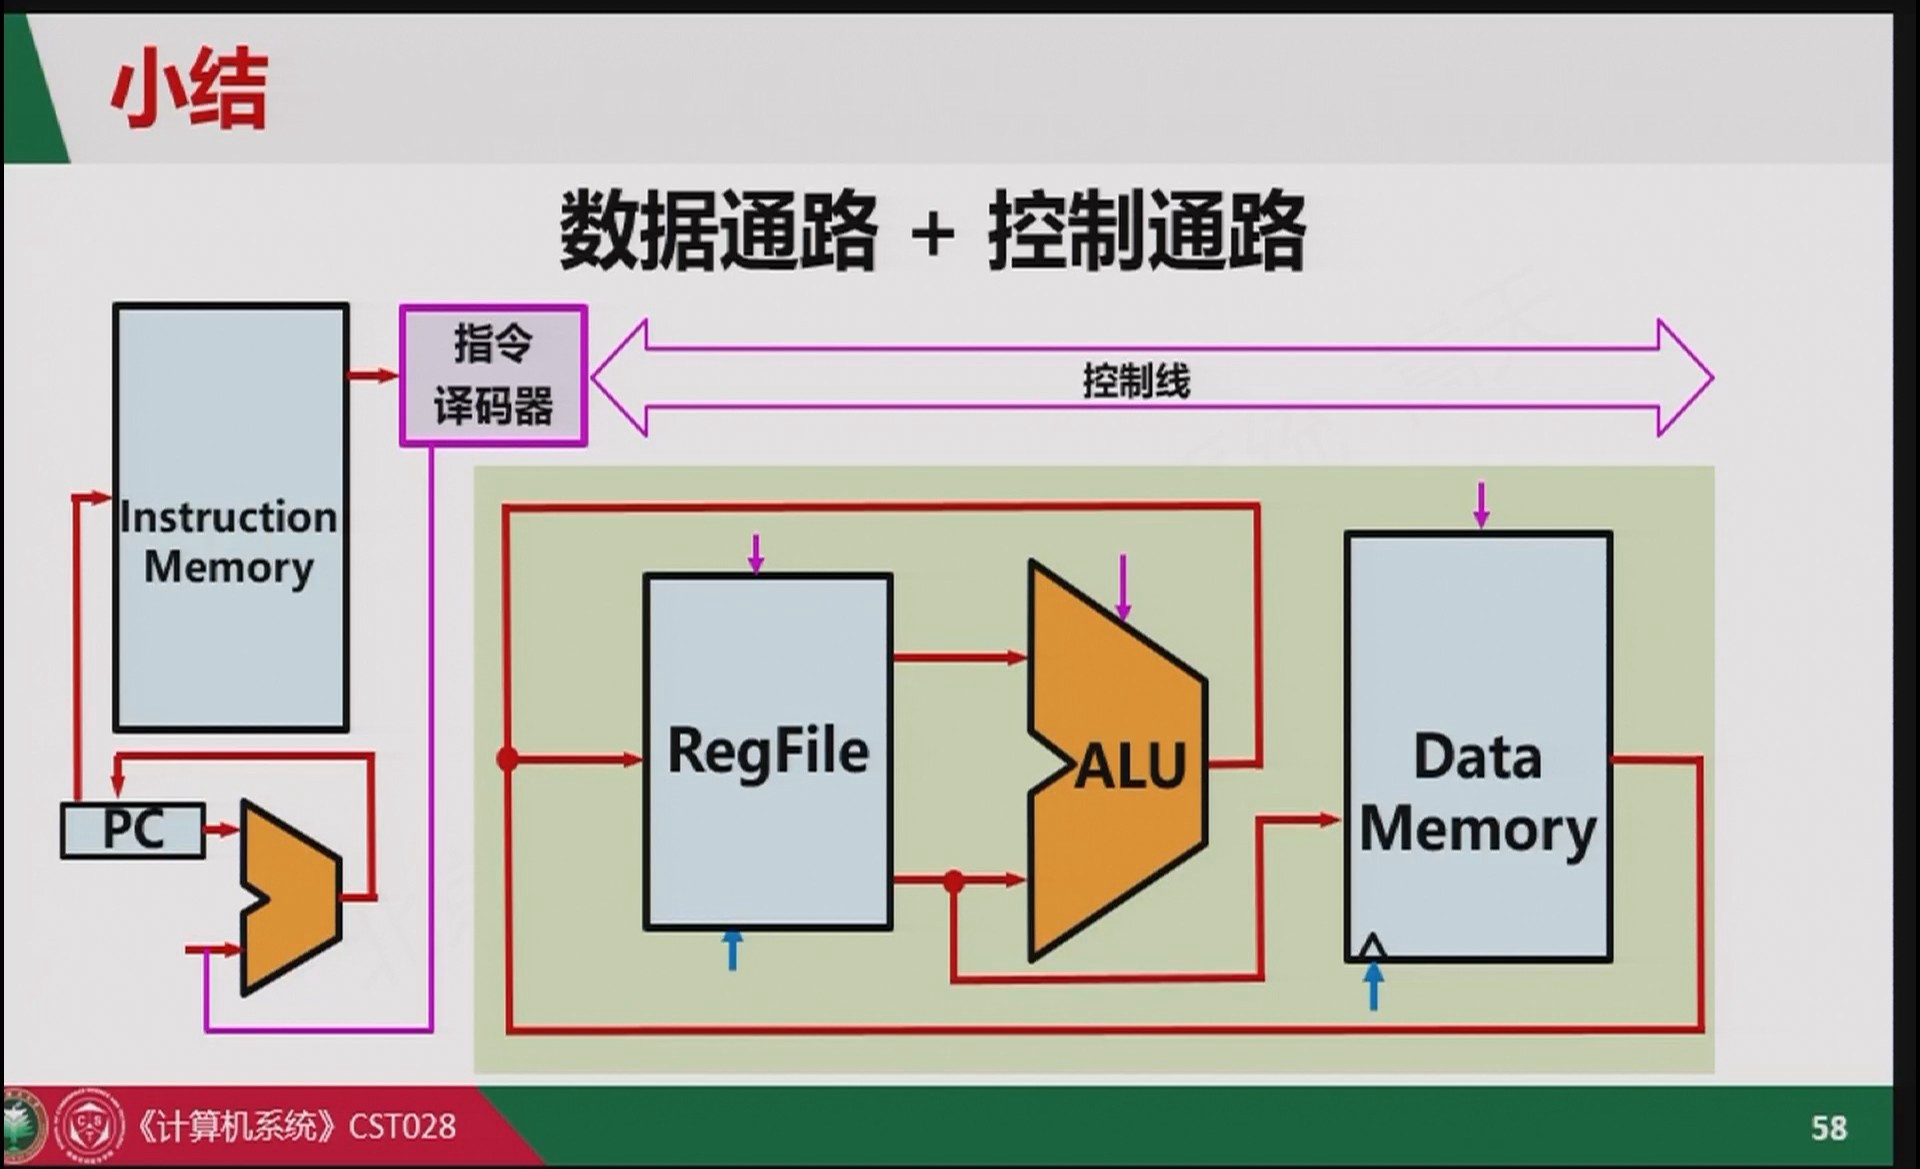 小结
数据通路 + 控制通路
指令
译码器
控制线
Instruction
Memory
RegFile
ALU
Data
Memory
PC
《计算机系统》CST028
58